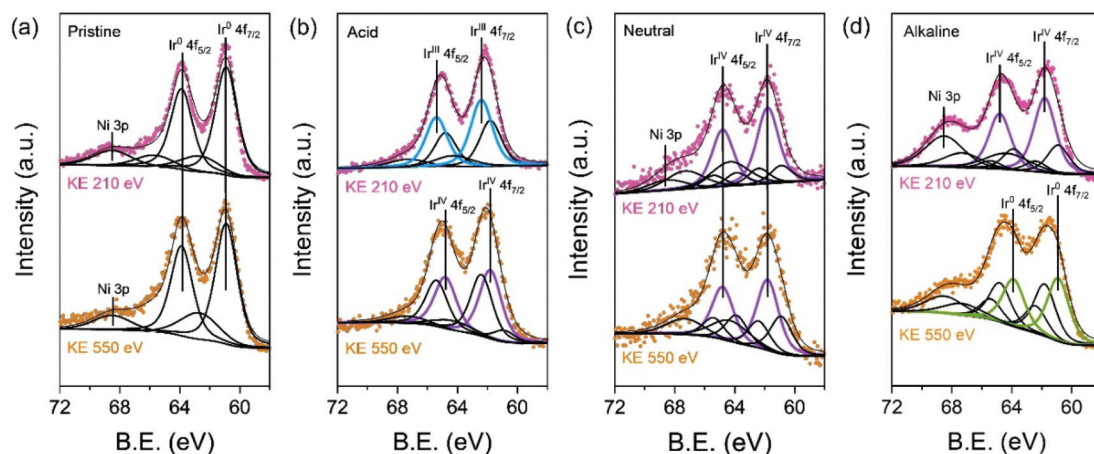 (a) Pristine
Ir⁰ 4f₅/₂
Ir⁰ 4f₇/₂
Ni 3p
KE 210 eV
Ni 3p
KE 550 eV
Intensity (a.u.)
72 68 64 60
B.E. (eV)
(b) Acid
Irᴵᴵᴵ 4f₇/₂
Irᴵᴵᴵ 4f₅/₂
KE 210 eV
Irᴵⱽ 4f₇/₂
Irᴵⱽ 4f₅/₂
KE 550 eV
Intensity (a.u.)
72 68 64 60
B.E. (eV)
(c) Neutral
Irᴵⱽ 4f₇/₂
Irᴵⱽ 4f₅/₂
Ni 3p
KE 210 eV
KE 550 eV
Intensity (a.u.)
72 68 64 60
B.E. (eV)
(d) Alkaline
Irᴵⱽ 4f₇/₂
Irᴵⱽ 4f₅/₂
Ni 3p
KE 210 eV
Ir⁰ 4f₇/₂
Ir⁰ 4f₅/₂
KE 550 eV
Intensity (a.u.)
72 68 64 60
B.E. (eV)